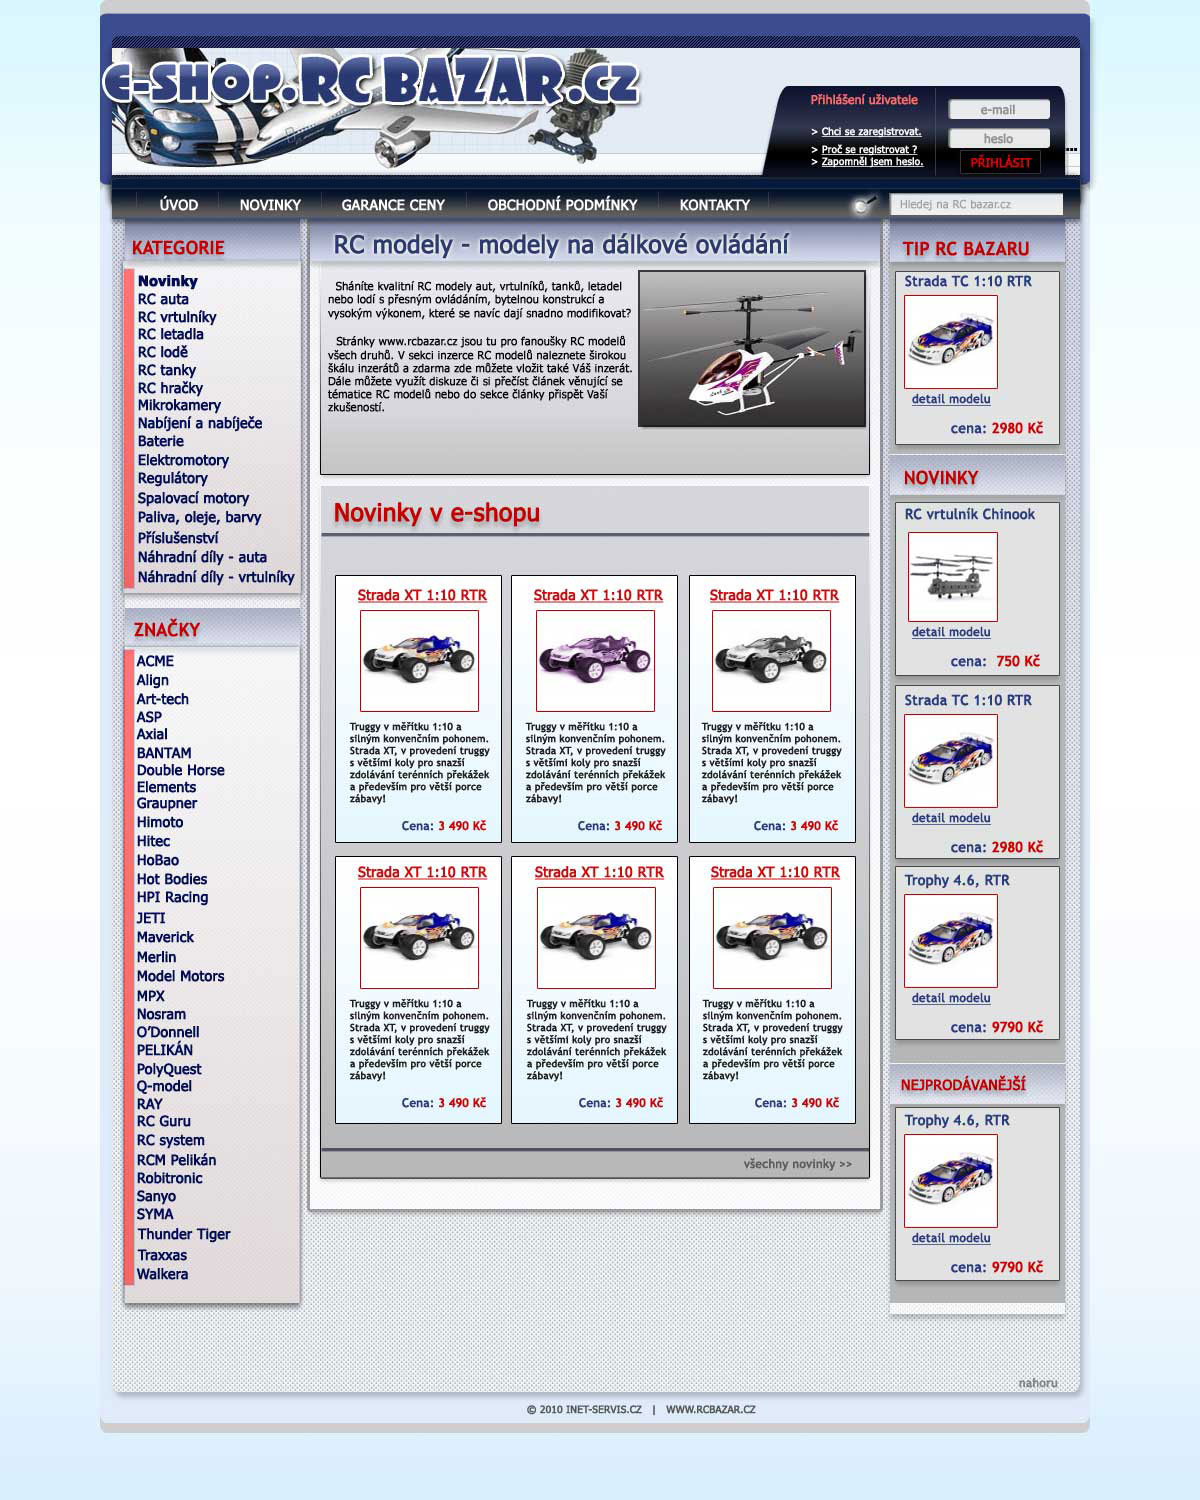 E-SHOP.RC BAZAR.CZ
Přihlášení uživatele
> Chci se zaregistrovat.
> Proč se registrovat ?
> Zapomněl jsem heslo.
e-mail
heslo
PŘIHLÁSIT
...
ÚVOD
NOVINKY
GARANCE CENY
OBCHODNÍ PODMÍNKY
KONTAKTY
Hledej na RC bazar.cz
KATEGORIE
Novinky
RC auta
RC vrtulníky
RC letadla
RC lodě
RC tanky
RC hračky
Mikrokamery
Nabíjení a nabíječe
Baterie
Elektromotory
Regulátory
Spalovací motory
Paliva, oleje, barvy
Příslušenství
Náhradní díly - auta
Náhradní díly - vrtulníky
ZNAČKY
ACME
Align
Art-tech
ASP
Axial
BANTAM
Double Horse
Elements
Graupner
Himoto
Hitec
HoBao
Hot Bodies
HPI Racing
JETI
Maverick
Merlin
Model Motors
MPX
Nosram
O'Donnell
PELIKÁN
PolyQuest
Q-model
RAY
RC Guru
RC system
RCM Pelikán
Robitronic
Sanyo
SYMA
Thunder Tiger
Traxxas
Walkera
RC modely - modely na dálkové ovládání
Sháníte kvalitní RC modely aut, vrtulníků, tanků, letadel
nebo lodí s přesným ovládáním, bytelnou konstrukcí a
vysokým výkonem, které se navíc dají snadno modifikovat?
Stránky www.rcbazar.cz jsou tu pro fanoušky RC modelů
všech druhů. V sekci inzerce RC modelů naleznete širokou
škálu inzerátů a zdarma zde můžete vložit také Váš inzerát.
Dále můžete využít diskuze či si přečíst článek věnující se
tématice RC modelů nebo do sekce články přispět Vaší
zkušeností.
Novinky v e-shopu
Strada XT 1:10 RTR
Truggy v měřítku 1:10 a
silným konvenčním pohonem.
Strada XT, v provedení truggy
s většími koly pro snazší
zdolávání terénních překážek
a především pro větší porce
zábavy!
Cena: 3 490 Kč
Strada XT 1:10 RTR
Truggy v měřítku 1:10 a
silným konvenčním pohonem.
Strada XT, v provedení truggy
s většími koly pro snazší
zdolávání terénních překážek
a především pro větší porce
zábavy!
Cena: 3 490 Kč
Strada XT 1:10 RTR
Truggy v měřítku 1:10 a
silným konvenčním pohonem.
Strada XT, v provedení truggy
s většími koly pro snazší
zdolávání terénních překážek
a především pro větší porce
zábavy!
Cena: 3 490 Kč
Strada XT 1:10 RTR
Truggy v měřítku 1:10 a
silným konvenčním pohonem.
Strada XT, v provedení truggy
s většími koly pro snazší
zdolávání terénních překážek
a především pro větší porce
zábavy!
Cena: 3 490 Kč
Strada XT 1:10 RTR
Truggy v měřítku 1:10 a
silným konvenčním pohonem.
Strada XT, v provedení truggy
s většími koly pro snazší
zdolávání terénních překážek
a především pro větší porce
zábavy!
Cena: 3 490 Kč
Strada XT 1:10 RTR
Truggy v měřítku 1:10 a
silným konvenčním pohonem.
Strada XT, v provedení truggy
s většími koly pro snazší
zdolávání terénních překážek
a především pro větší porce
zábavy!
Cena: 3 490 Kč
všechny novinky >>
TIP RC BAZARU
Strada TC 1:10 RTR
detail modelu
cena: 2980 Kč
NOVINKY
RC vrtulník Chinook
detail modelu
cena: 750 Kč
Strada TC 1:10 RTR
detail modelu
cena: 2980 Kč
Trophy 4.6, RTR
detail modelu
cena: 9790 Kč
NEJPRODÁVANĚJŠÍ
Trophy 4.6, RTR
detail modelu
cena: 9790 Kč
nahoru
© 2010 INET-SERVIS.CZ | WWW.RCBAZAR.CZ